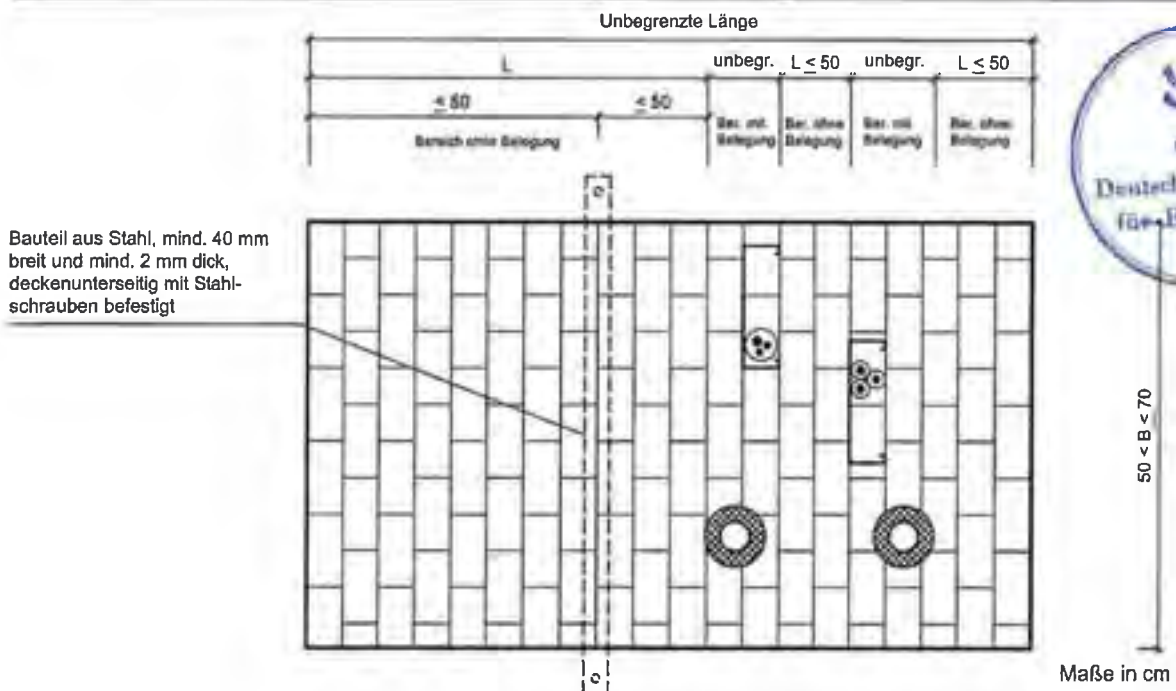 Unbegrenzte Länge
L
unbegr.
L ≤ 50
unbegr.
L ≤ 50
≤ 50
≤ 50
Bereich ohne Belegung
Ber. mit
Belegung
Ber. ohne
Belegung
Ber. mit
Belegung
Ber. ohne
Belegung
Bauteil aus Stahl, mind. 40 mm
breit und mind. 2 mm dick,
deckenunterseitig mit Stahl-
schrauben befestigt
Deutsch
für
50 < B < 70
Maße in cm